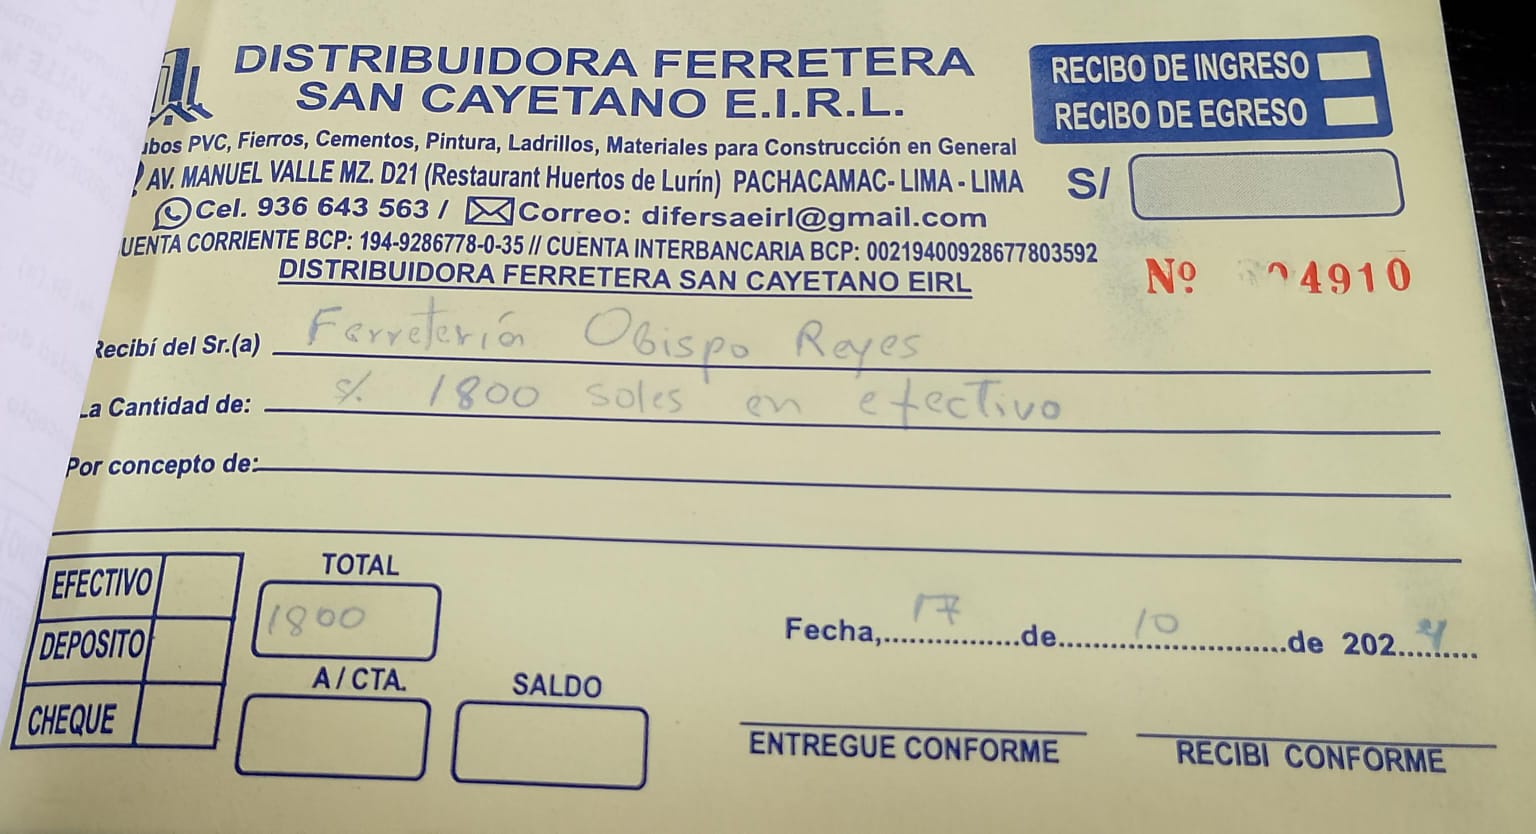 DISTRIBUIDORA FERRETERA
SAN CAYETANO E.I.R.L.
RECIBO DE INGRESO
RECIBO DE EGRESO
ubos PVC, Fierros, Cementos, Pintura, Ladrillos, Materiales para Construcción en General
AV. MANUEL VALLE MZ. D21 (Restaurant Huertos de Lurín) PACHACAMAC- LIMA - LIMA
S/
Cel. 936 643 563 / Correo: difersaeirl@gmail.com
UENTA CORRIENTE BCP: 194-9286778-0-35 // CUENTA INTERBANCARIA BCP: 00219400928677803592
DISTRIBUIDORA FERRETERA SAN CAYETANO EIRL
Nº 4910
Recibí del Sr.(a) Ferretería Obispo Reyes
La Cantidad de: s/. 1800 soles en efectivo
Por concepto de:
EFECTIVO
DEPOSITO
CHEQUE
TOTAL
1800
A / CTA.
SALDO
Fecha, 17 de 10 de 2024
ENTREGUE CONFORME
RECIBI CONFORME